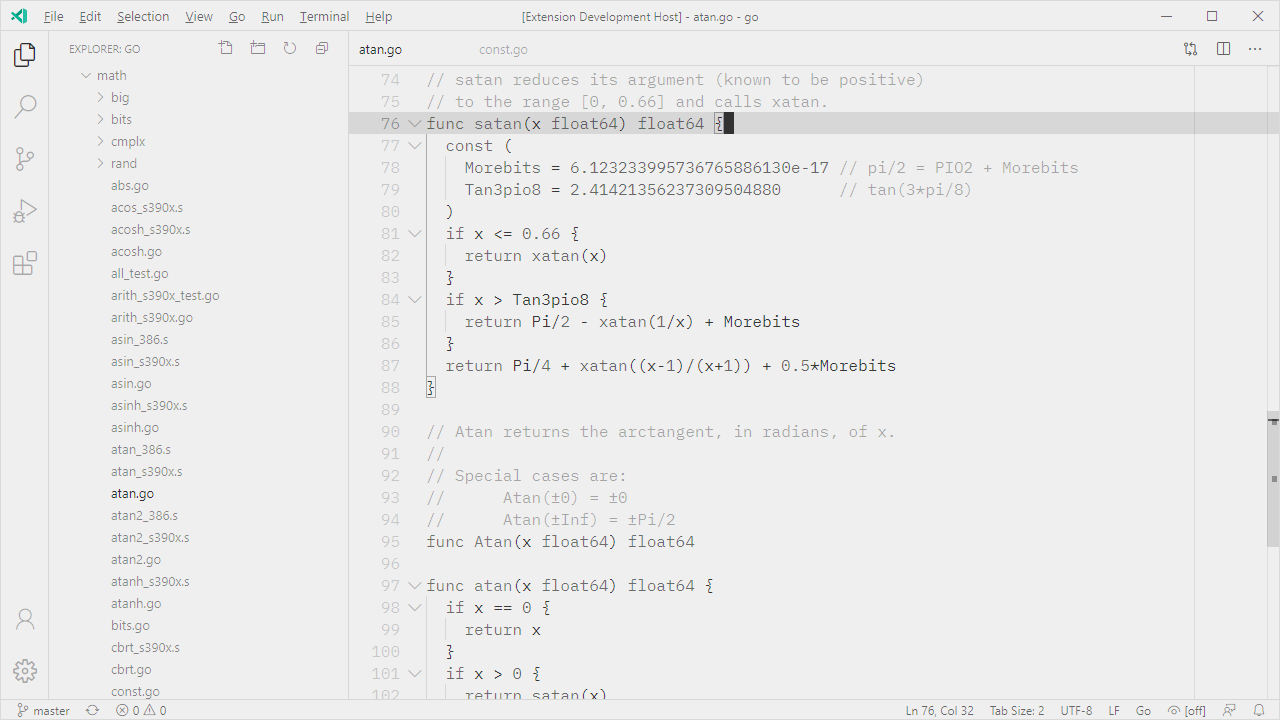 File Edit Selection View Go Run Terminal Help [Extension Development Host] - atan.go - go
EXPLORER: GO
math
big
bits
cmplx
rand
abs.go
acos_s390x.s
acosh_s390x.s
acosh.go
all_test.go
arith_s390x_test.go
arith_s390x.go
asin_386.s
asin_s390x.s
asin.go
asinh_s390x.s
asinh.go
atan_386.s
atan_s390x.s
atan.go
atan2_386.s
atan2_s390x.s
atan2.go
atanh_s390x.s
atanh.go
bits.go
cbrt_s390x.s
cbrt.go
const.go
atan.go const.go
74 // satan reduces its argument (known to be positive)
75 // to the range [0, 0.66] and calls xatan.
76 func satan(x float64) float64 {
77 const (
78 Morebits = 6.123233995736765886130e-17 // pi/2 = PIO2 + Morebits
79 Tan3pio8 = 2.41421356237309504880 // tan(3*pi/8)
80 )
81 if x <= 0.66 {
82 return xatan(x)
83 }
84 if x > Tan3pio8 {
85 return Pi/2 - xatan(1/x) + Morebits
86 }
87 return Pi/4 + xatan((x-1)/(x+1)) + 0.5*Morebits
88 }
89
90 // Atan returns the arctangent, in radians, of x.
91 //
92 // Special cases are:
93 // Atan(±0) = ±0
94 // Atan(±Inf) = ±Pi/2
95 func Atan(x float64) float64
96
97 func atan(x float64) float64 {
98 if x == 0 {
99 return x
100 }
101 if x > 0 {
102 return satan(x)
master 0 0 Ln 76, Col 32 Tab Size: 2 UTF-8 LF Go [off]